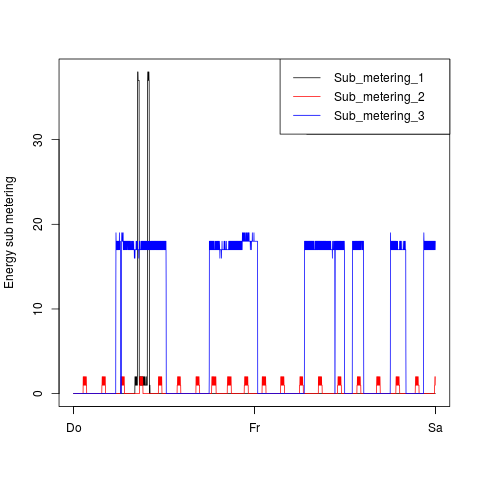 Sub_metering_1
Sub_metering_2
Sub_metering_3
Energy sub metering
30
20
10
0
Do Fr Sa